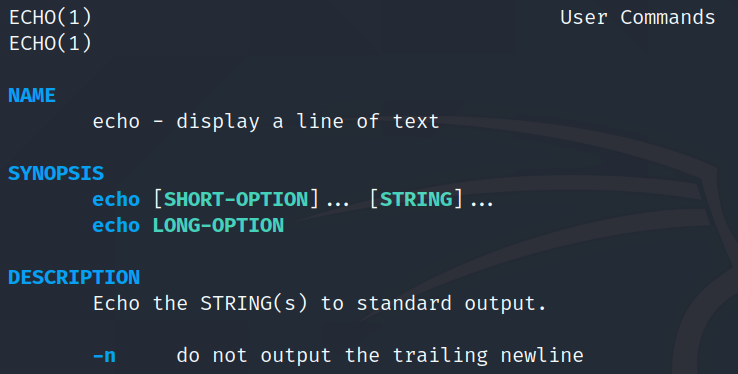 ECHO(1) User Commands
ECHO(1)
NAME
echo - display a line of text
SYNOPSIS
echo [SHORT-OPTION]... [STRING]...
echo LONG-OPTION
DESCRIPTION
Echo the STRING(s) to standard output.
-n do not output the trailing newline